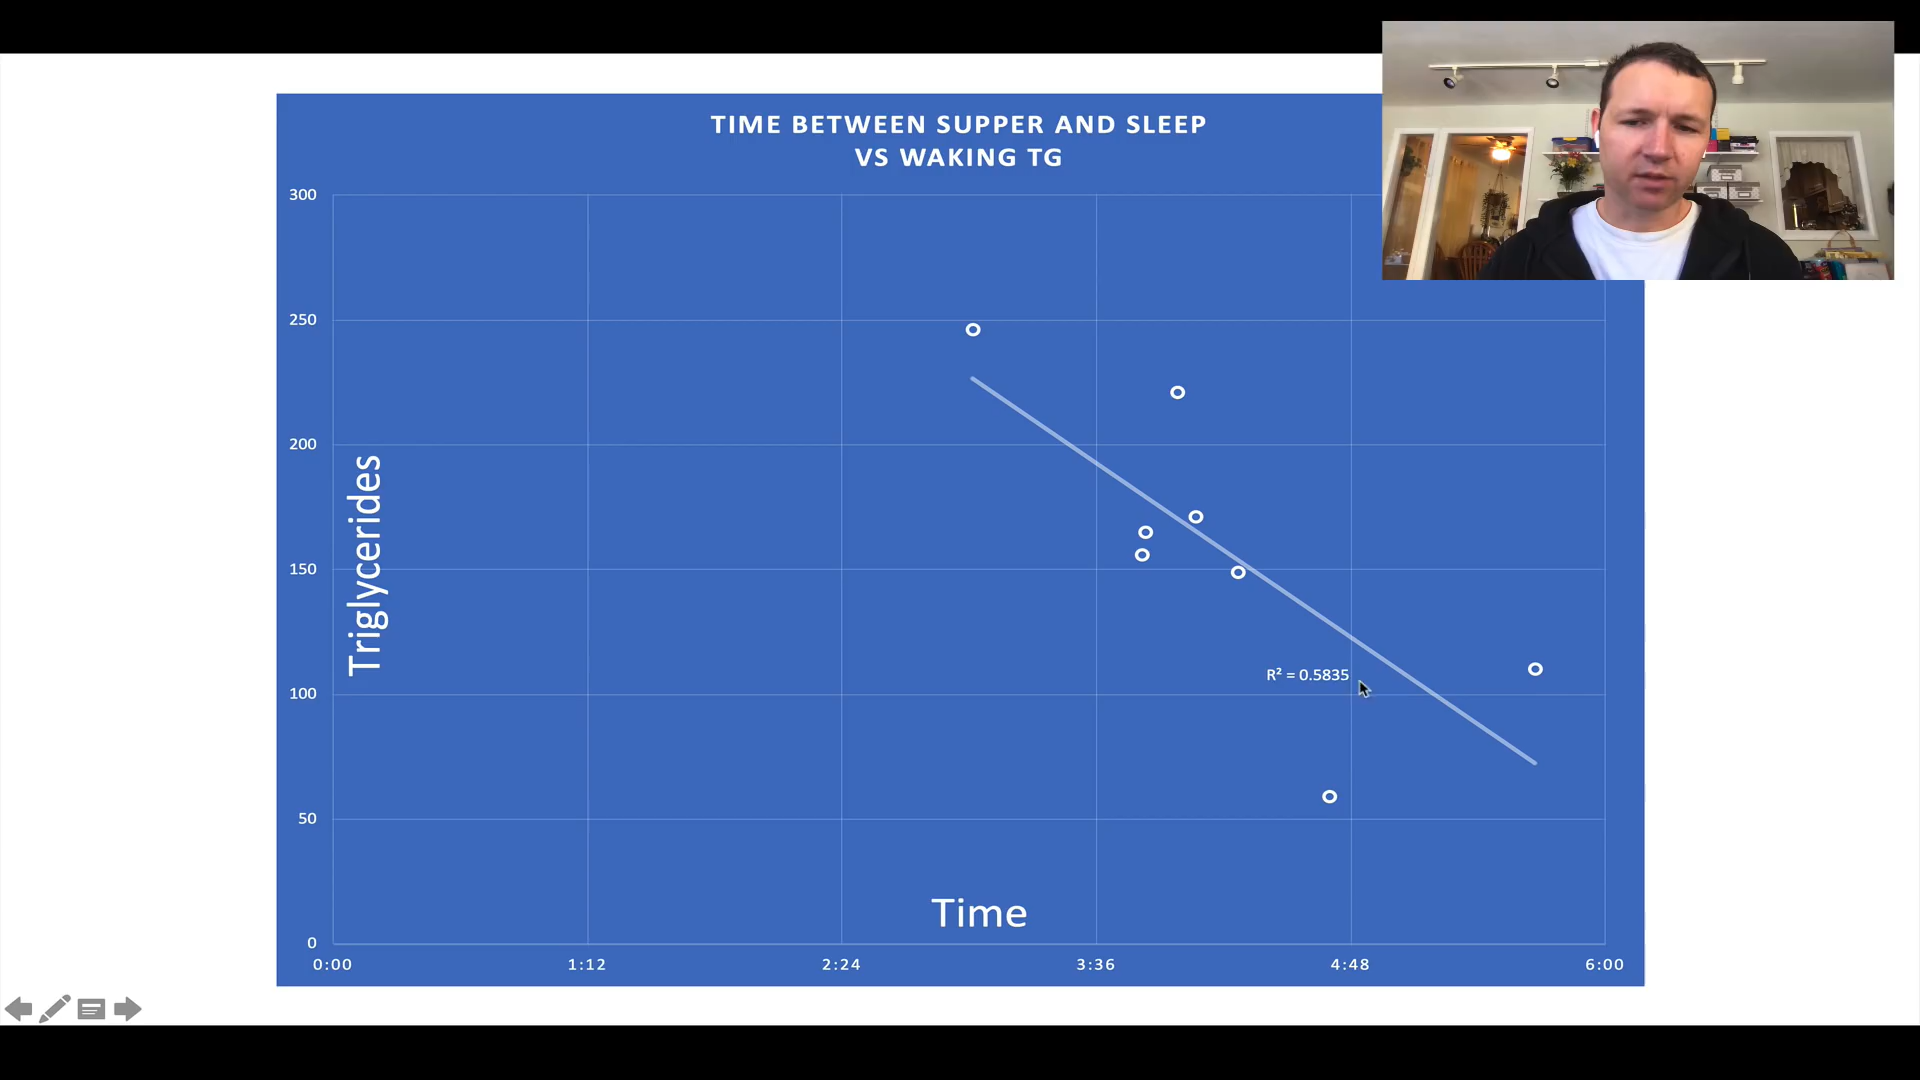 TIME BETWEEN SUPPER AND SLEEP
VS WAKING TG
300
250
200
150
100
50
0
Triglycerides
R² = 0.5835
Time
0:00 1:12 2:24 3:36 4:48 6:00